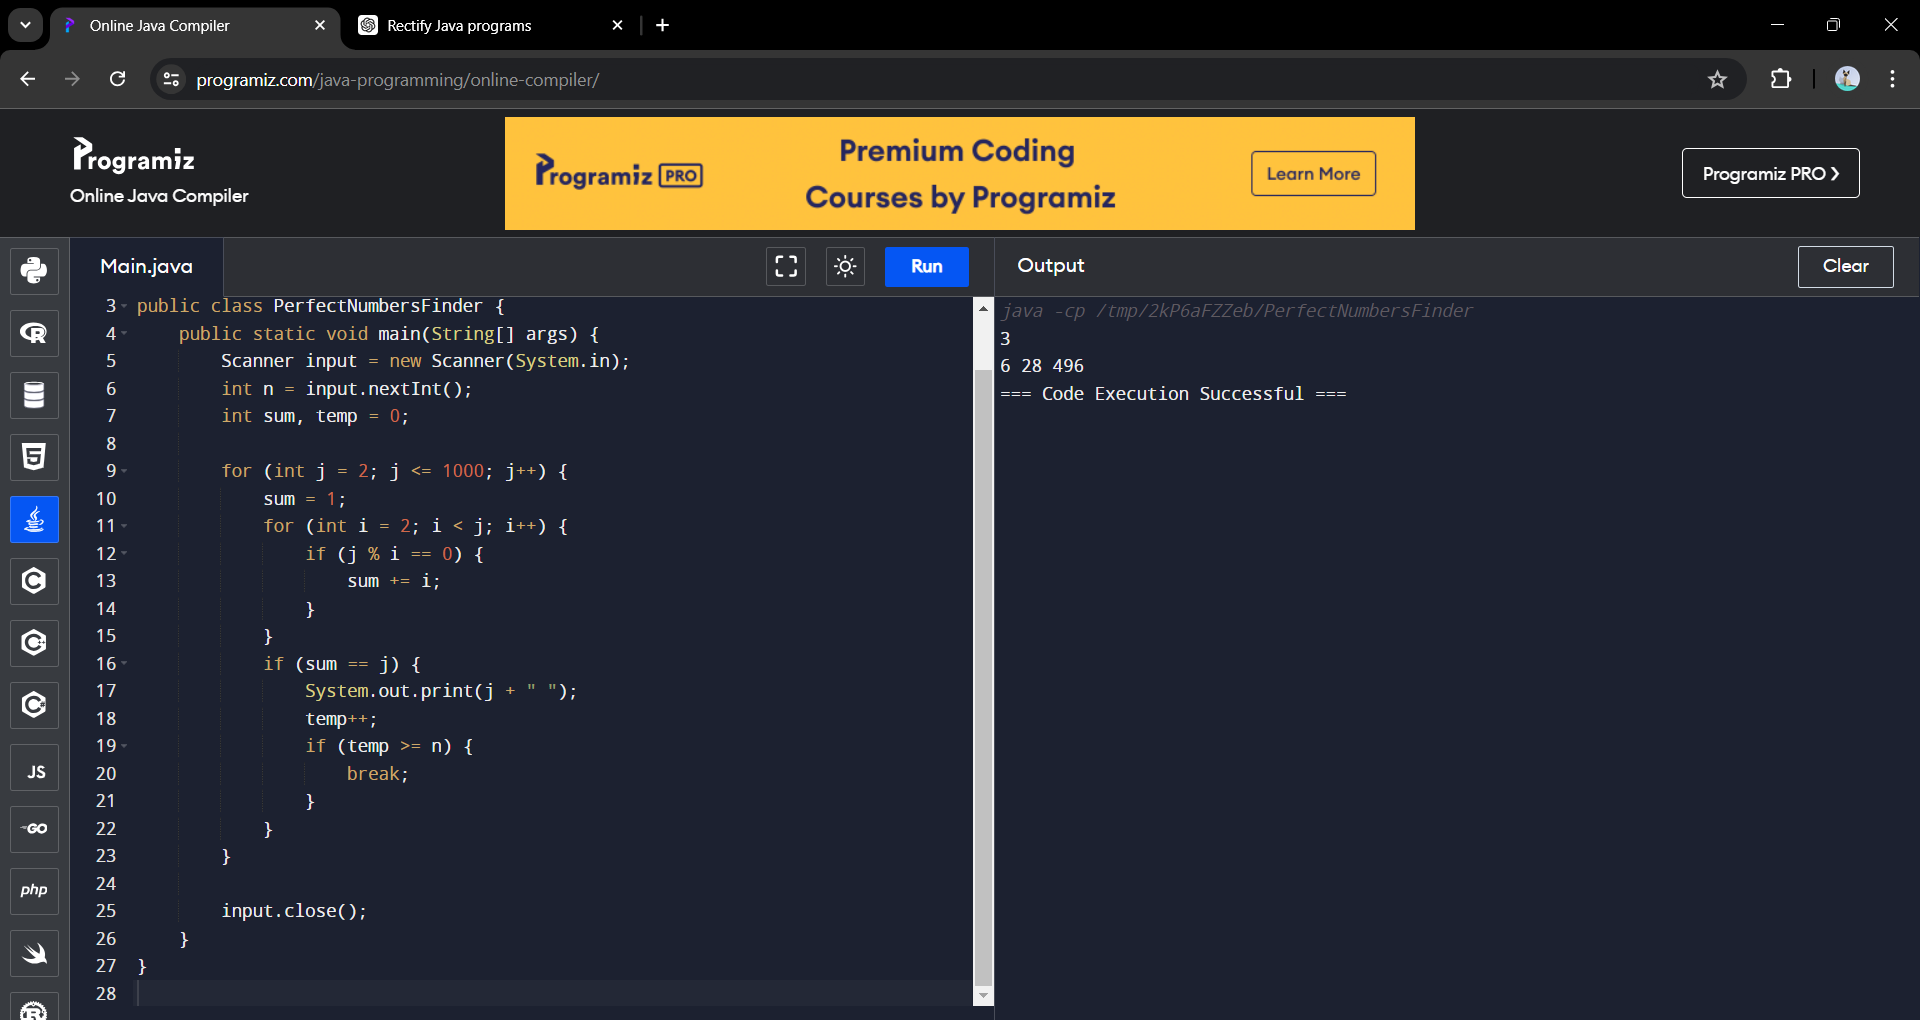 Online Java Compiler
Rectify Java programs
programiz.com/java-programming/online-compiler/
Programiz
Online Java Compiler
Programiz PRO
Premium Coding
Courses by Programiz
Learn More
Programiz PRO
Main.java
Run
Output
Clear
3 public class PerfectNumbersFinder {
4     public static void main(String[] args) {
5         Scanner input = new Scanner(System.in);
6         int n = input.nextInt();
7         int sum, temp = 0;
8
9         for (int j = 2; j <= 1000; j++) {
10             sum = 1;
11             for (int i = 2; i < j; i++) {
12                 if (j % i == 0) {
13                     sum += i;
14                 }
15             }
16             if (sum == j) {
17                 System.out.print(j + " ");
18                 temp++;
19                 if (temp >= n) {
20                     break;
21                 }
22             }
23         }
24
25         input.close();
26     }
27 }
28
java -cp /tmp/2kP6aFZZeb/PerfectNumbersFinder
3
6 28 496
=== Code Execution Successful ===
R
5
C
C++
C#
JS
GO
php
R